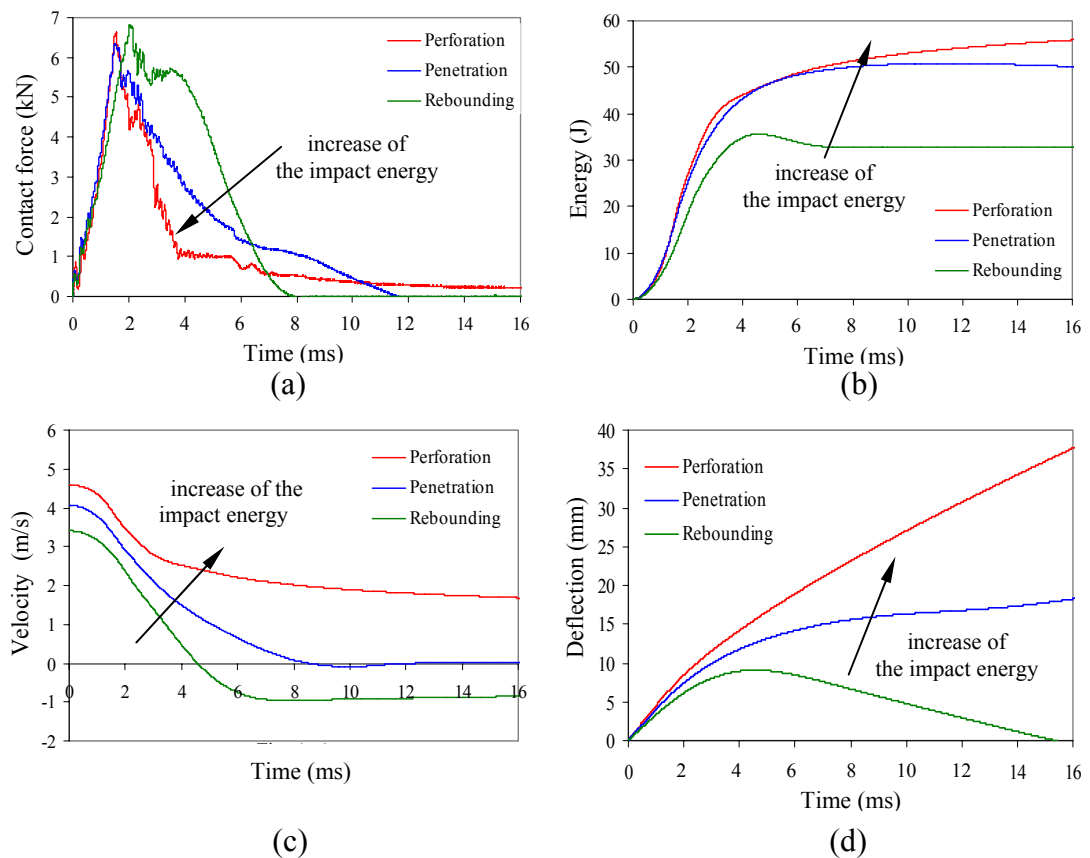 7
6
5
4
3
2
1
0
Contact force (kN)
Perforation
Penetration
Rebounding
increase of
the impact energy
0 2 4 6 8 10 12 14 16
Time (ms)
(a)
60
50
40
30
20
10
0
Energy (J)
increase of
the impact energy
Perforation
Penetration
Rebounding
0 2 4 6 8 10 12 14 16
Time (ms)
(b)
6
5
4
3
2
1
0
-1
-2
Velocity (m/s)
Perforation
Penetration
Rebounding
increase of the
impact energy
0 2 4 6 8 10 12 14 16
Time (ms)
(c)
40
35
30
25
20
15
10
5
0
Deflection (mm)
Perforation
Penetration
Rebounding
increase of
the impact energy
0 2 4 6 8 10 12 14 16
Time (ms)
(d)